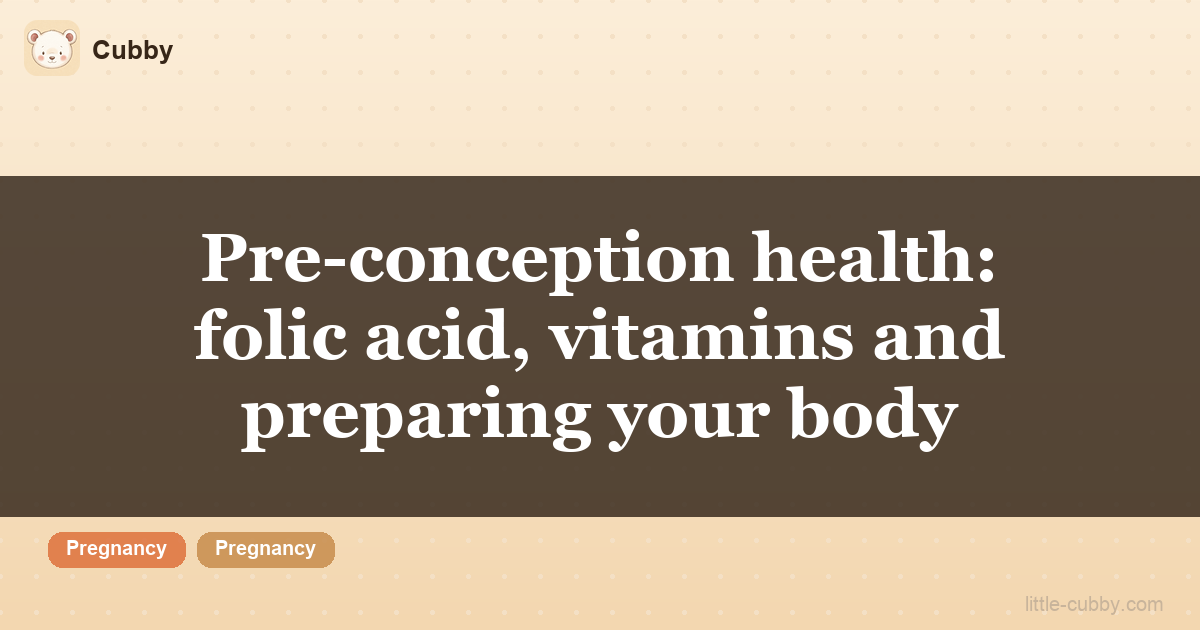 Cubby
Pre-conception health:
folic acid, vitamins and
preparing your body
Pregnancy
Pregnancy
little-cubby.com